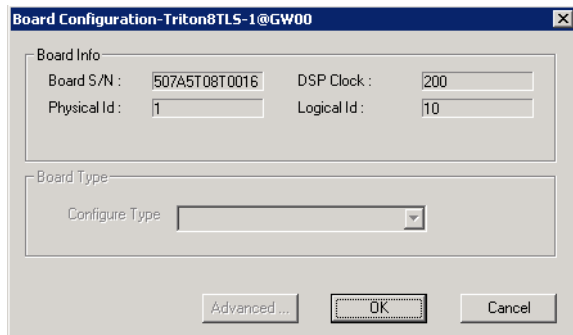 Board Configuration-Triton8TLS-1@GW00
Board Info
Board S/N : 507A5T08T0016 DSP Clock : 200
Physical Id : 1 Logical Id : 10
Board Type
Configure Type
Advanced ... OK Cancel